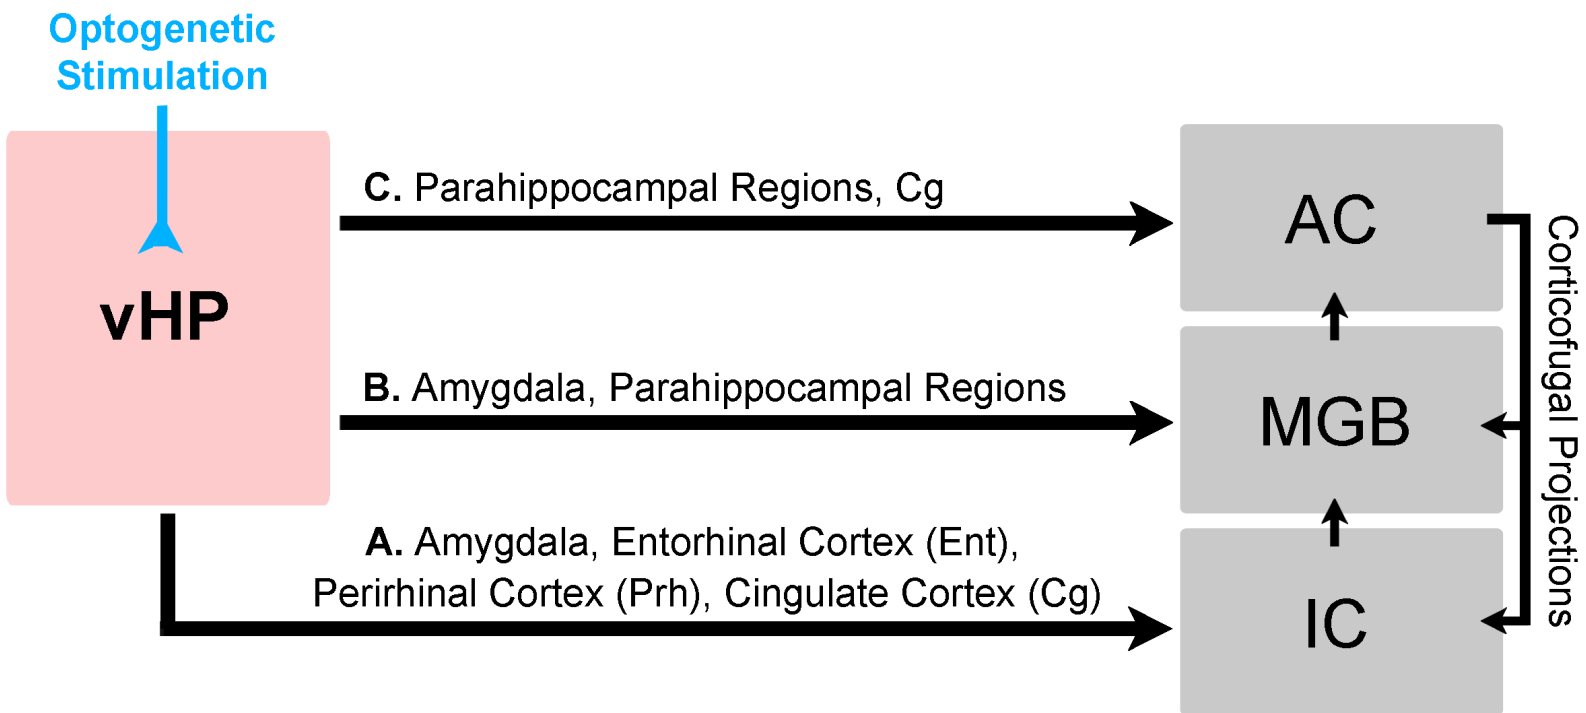 Optogenetic
Stimulation
vHP
C. Parahippocampal Regions, Cg
B. Amygdala, Parahippocampal Regions
A. Amygdala, Entorhinal Cortex (Ent),
Perirhinal Cortex (Prh), Cingulate Cortex (Cg)
AC
MGB
IC
Corticofugal Projections